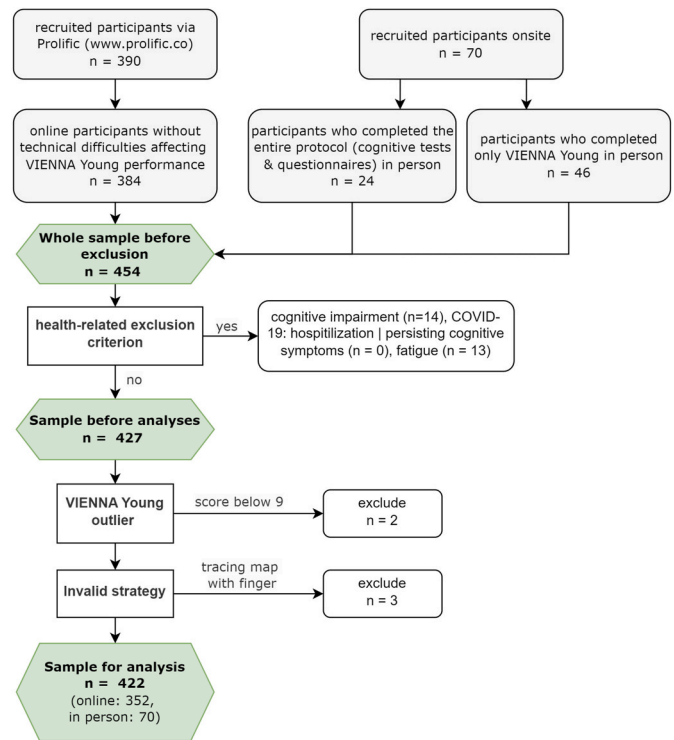 recruited participants via
Prolific (www.prolific.co)
n = 390
recruited participants onsite
n = 70
online participants without
technical difficulties affecting
VIENNA Young performance
n = 384
participants who completed the
entire protocol (cognitive tests
& questionnaires) in person
n = 24
participants who completed
only VIENNA Young in person
n = 46
Whole sample before
exclusion
n = 454
health-related exclusion
criterion
yes
cognitive impairment (n=14), COVID-
19: hospitilization | persisting cognitive
symptoms (n = 0), fatigue (n = 13)
no
Sample before analyses
n = 427
VIENNA Young
outlier
score below 9
exclude
n = 2
Invalid strategy
tracing map
with finger
exclude
n = 3
Sample for analysis
n = 422
(online: 352,
in person: 70)